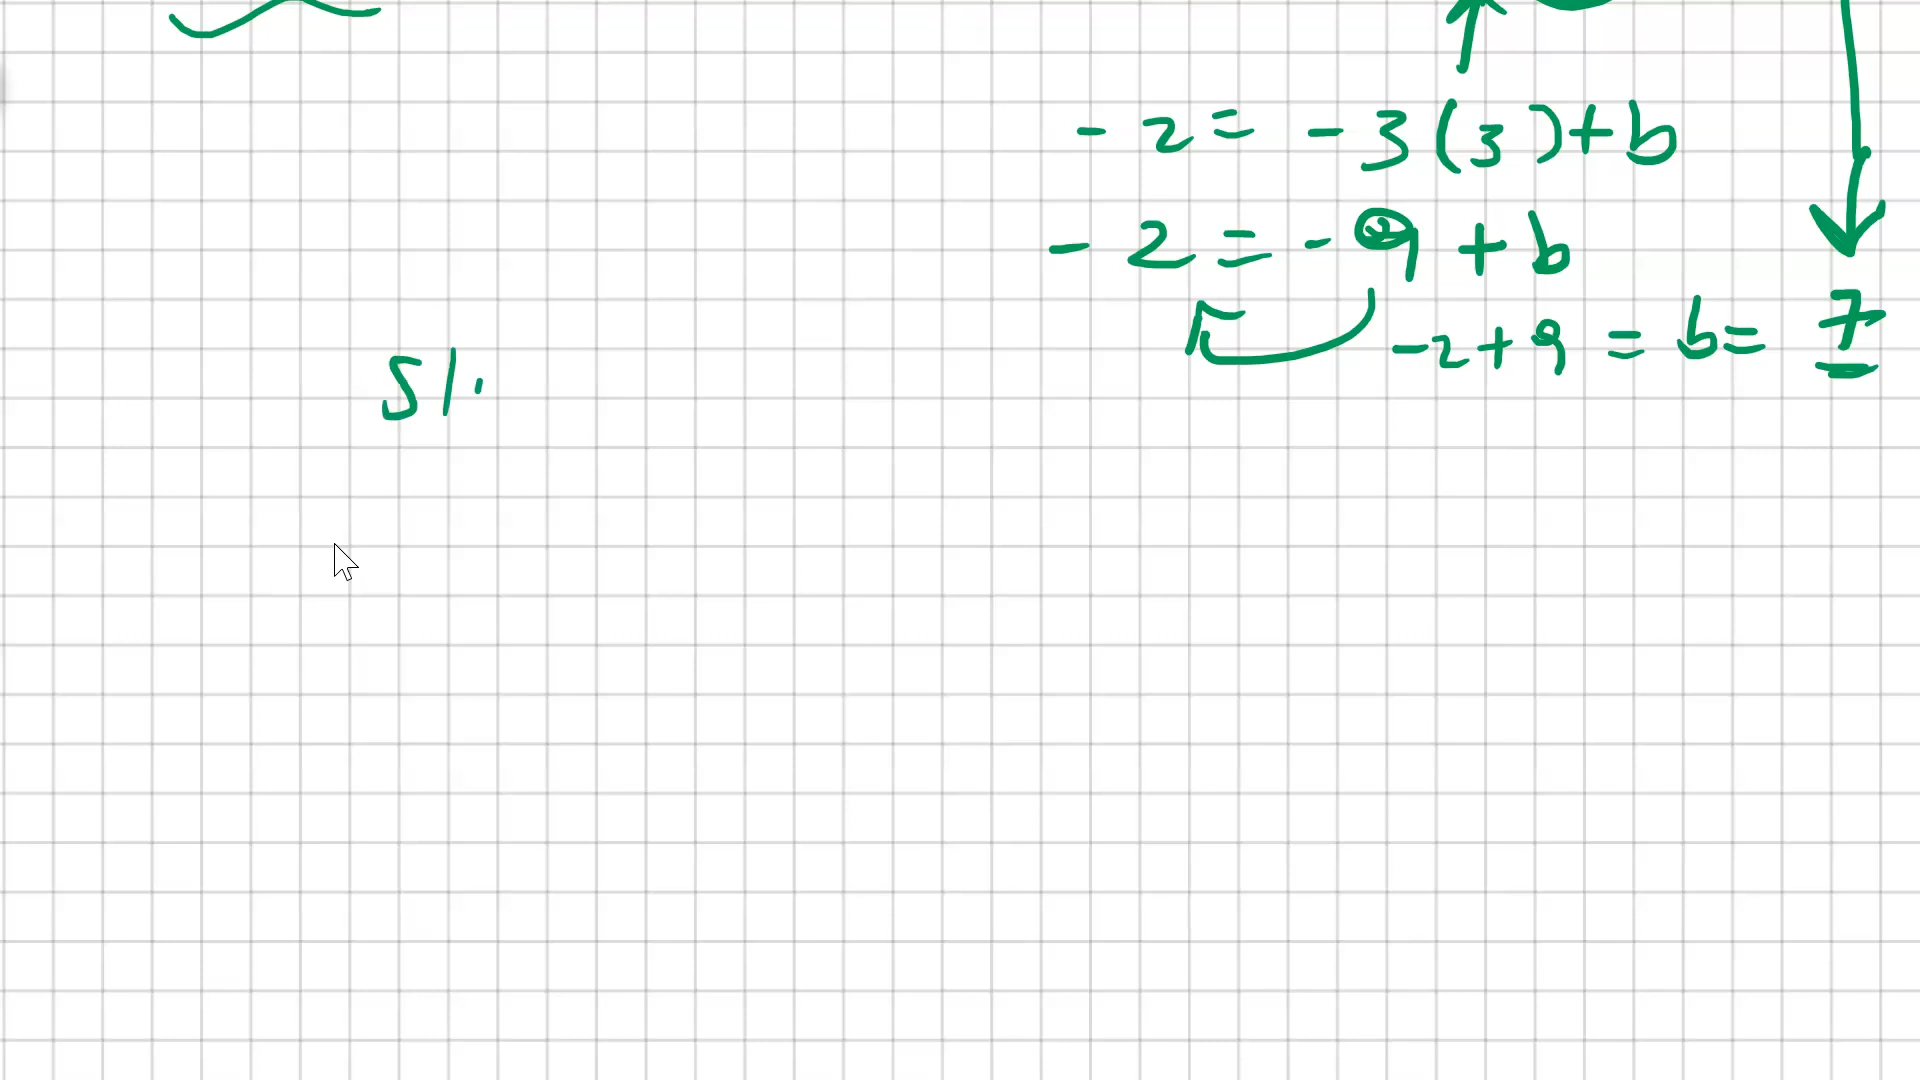 -2 = -3(3)+b
-2 = -9 + b
-2+9 = b = 7